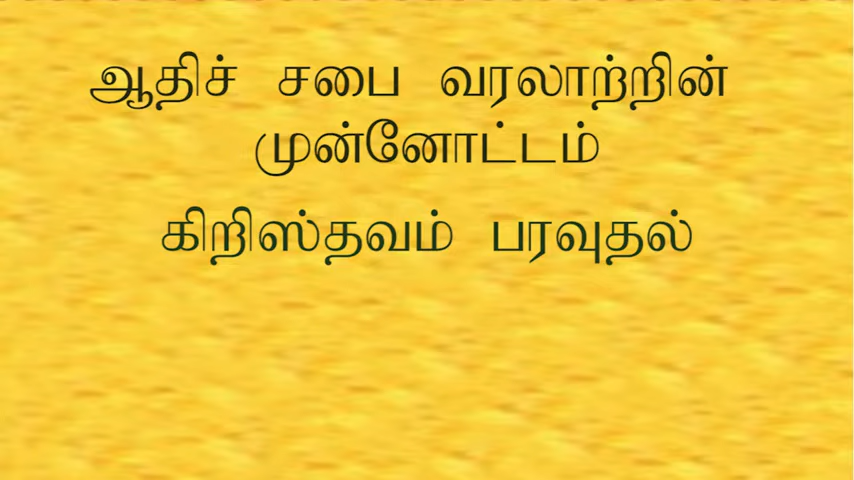 ஆதிச் சபை வரலாற்றின்
முன்னோட்டம்
கிறிஸ்தவம் பரவுதல்